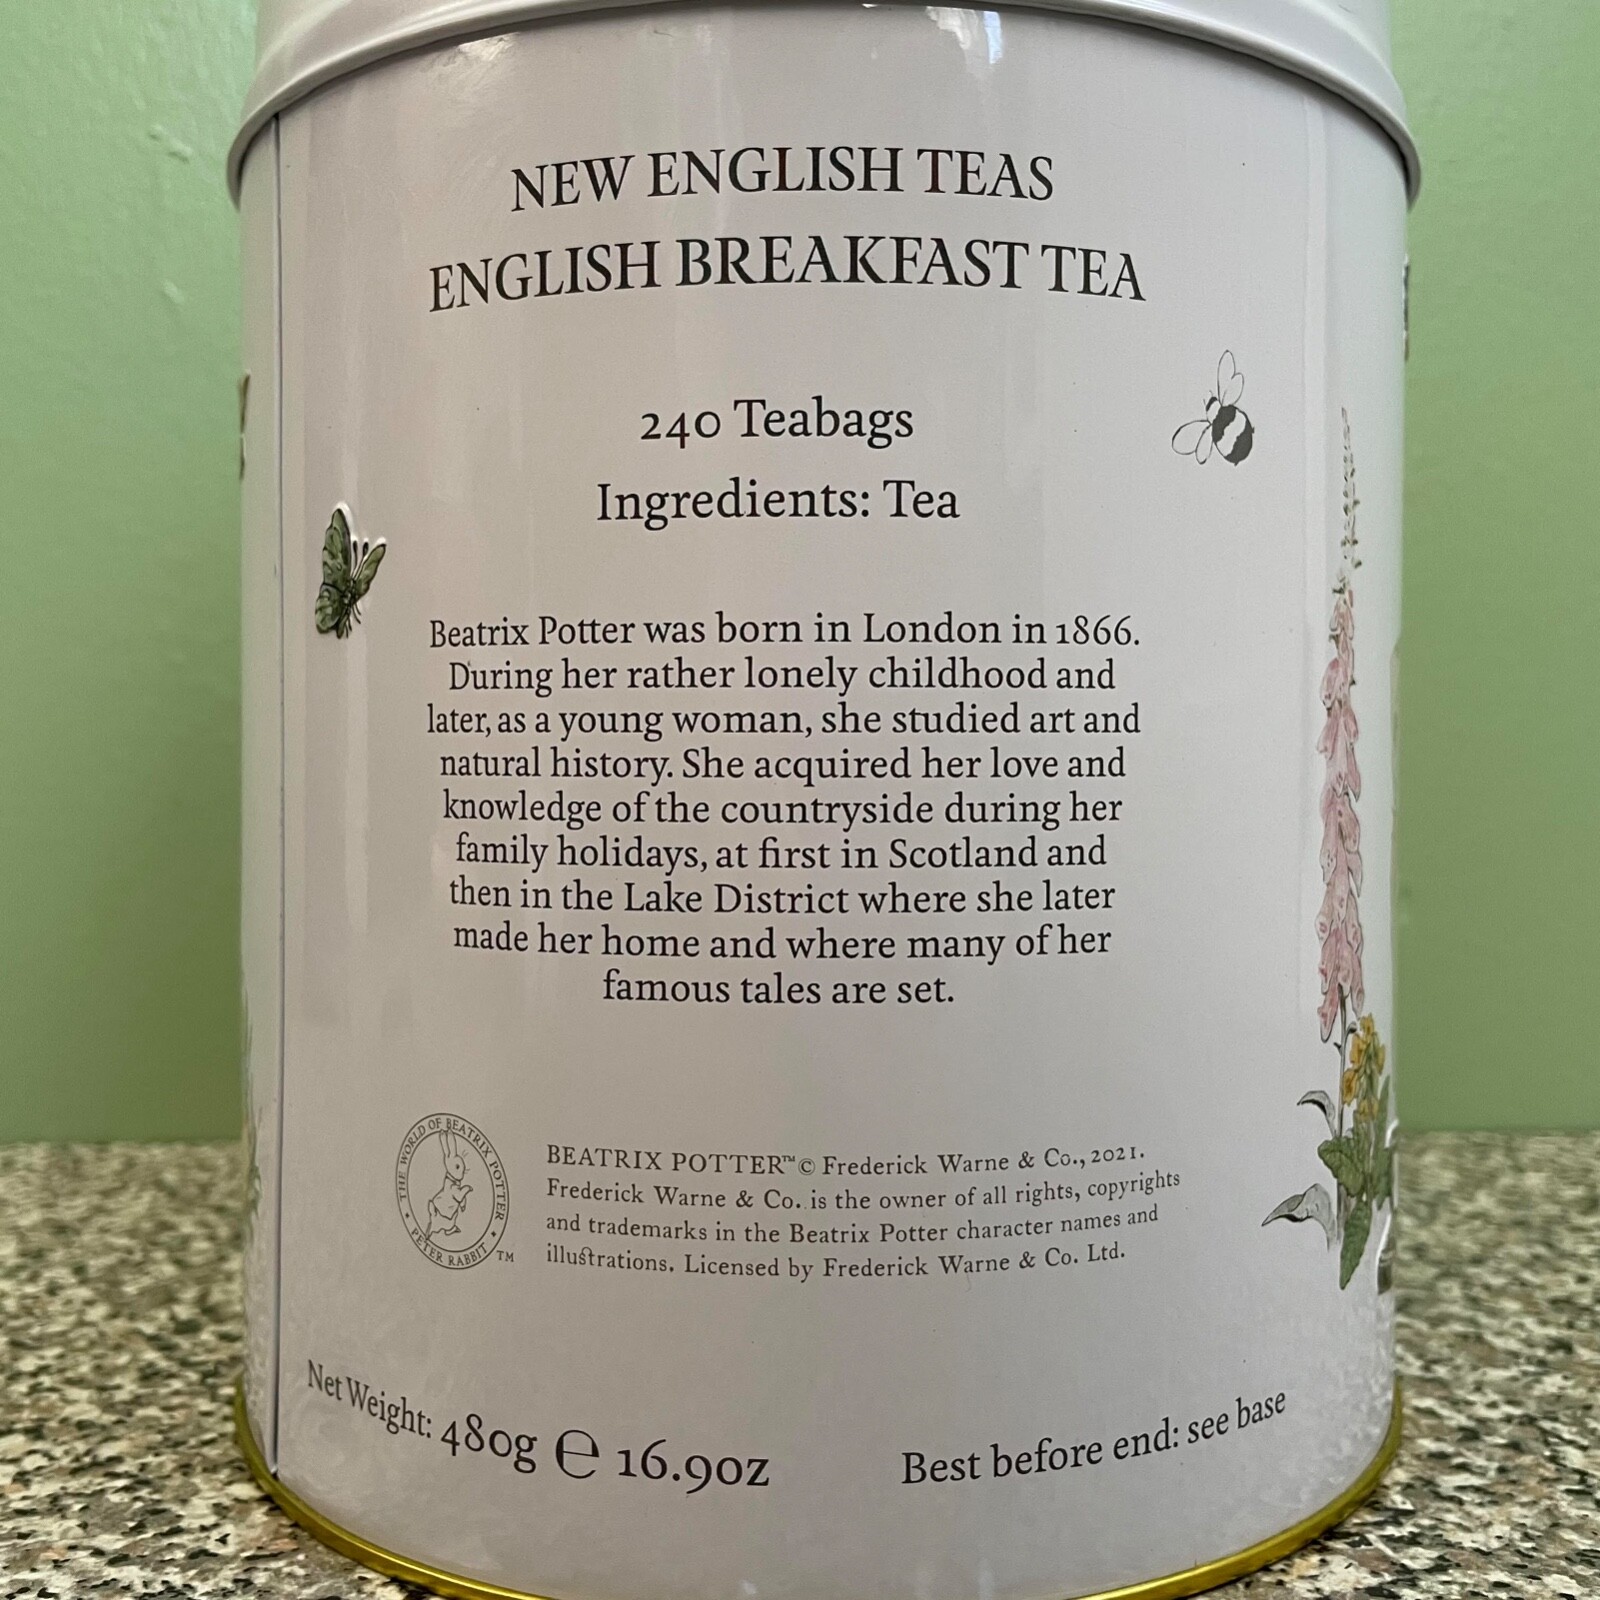 NEW ENGLISH TEAS
ENGLISH BREAKFAST TEA
240 Teabags
Ingredients: Tea
Beatrix Potter was born in London in 1866.
During her rather lonely childhood and
later, as a young woman, she studied art and
natural history. She acquired her love and
knowledge of the countryside during her
family holidays, at first in Scotland and
then in the Lake District where she later
made her home and where many of her
famous tales are set.
THE WORLD OF BEATRIX POTTER
PETER RABBIT ™
BEATRIX POTTER™ © Frederick Warne & Co., 2021.
Frederick Warne & Co. is the owner of all rights, copyrights
and trademarks in the Beatrix Potter character names and
illustrations. Licensed by Frederick Warne & Co. Ltd.
Net Weight: 480g ℮ 16.9oz
Best before end: see base